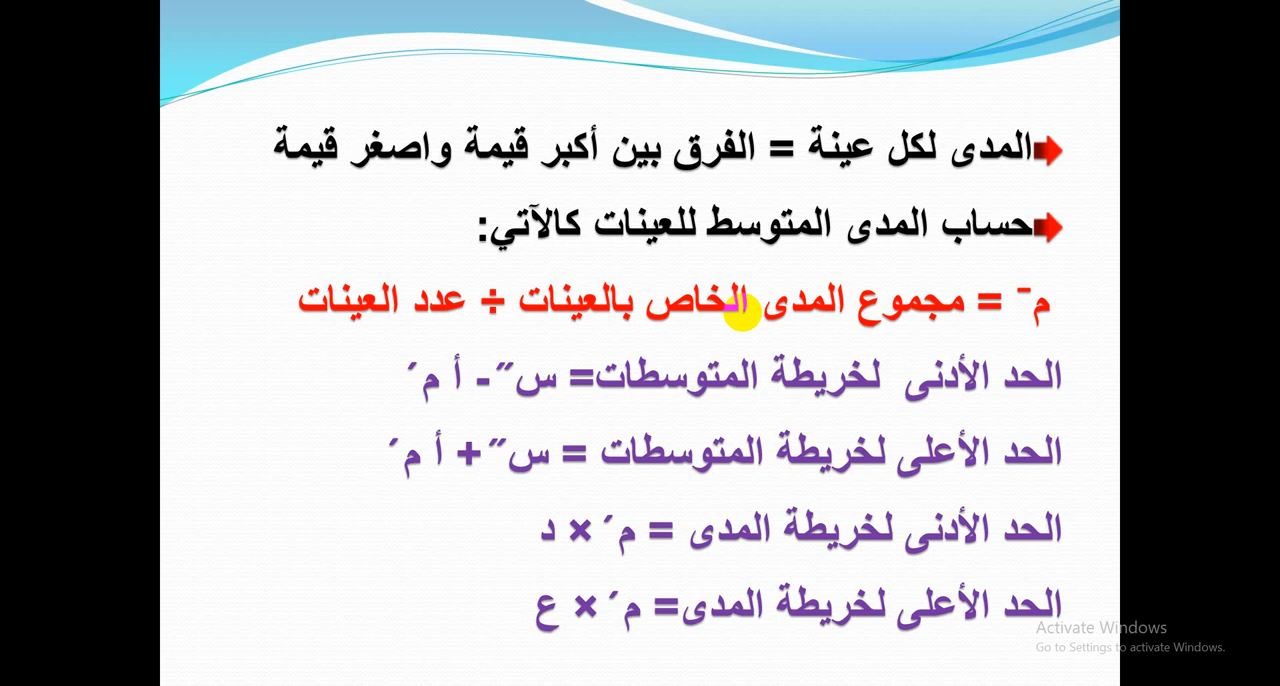 المدى لكل عينة = الفرق بين أكبر قيمة واصغر قيمة
حساب المدى المتوسط للعينات كالآتي:
م¯ = مجموع المدى الخاص بالعينات ÷ عدد العينات
الحد الأدنى لخريطة المتوسطات= س˝- أ م´
الحد الأعلى لخريطة المتوسطات = س˝+ أ م´
الحد الأدنى لخريطة المدى = م´ × د
الحد الأعلى لخريطة المدى= م´ × ع
Activate Windows
Go to Settings to activate Windows.